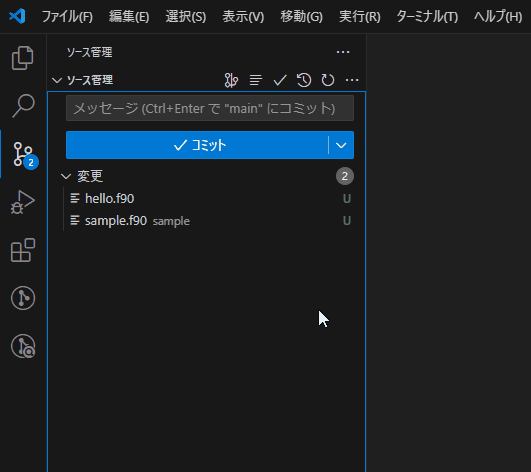 ファイル(F) 編集(E) 選択(S) 表示(V) 移動(G) 実行(R) ターミナル(T) ヘルプ(H)
ソース管理
ソース管理
メッセージ (Ctrl+Enter で "main" にコミット)
コミット
変更 2
hello.f90 U
sample.f90 sample U
2